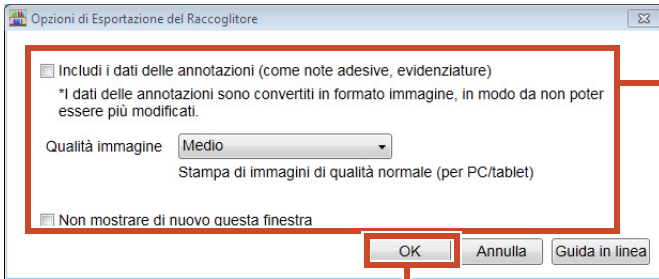 Opzioni di Esportazione del Raccoglitore
Includi i dati delle annotazioni (come note adesive, evidenziature)
*I dati delle annotazioni sono convertiti in formato immagine, in modo da non poter
essere più modificati.
Qualità immagine Medio
Stampa di immagini di qualità normale (per PC/tablet)
Non mostrare di nuovo questa finestra
OK Annulla Guida in linea